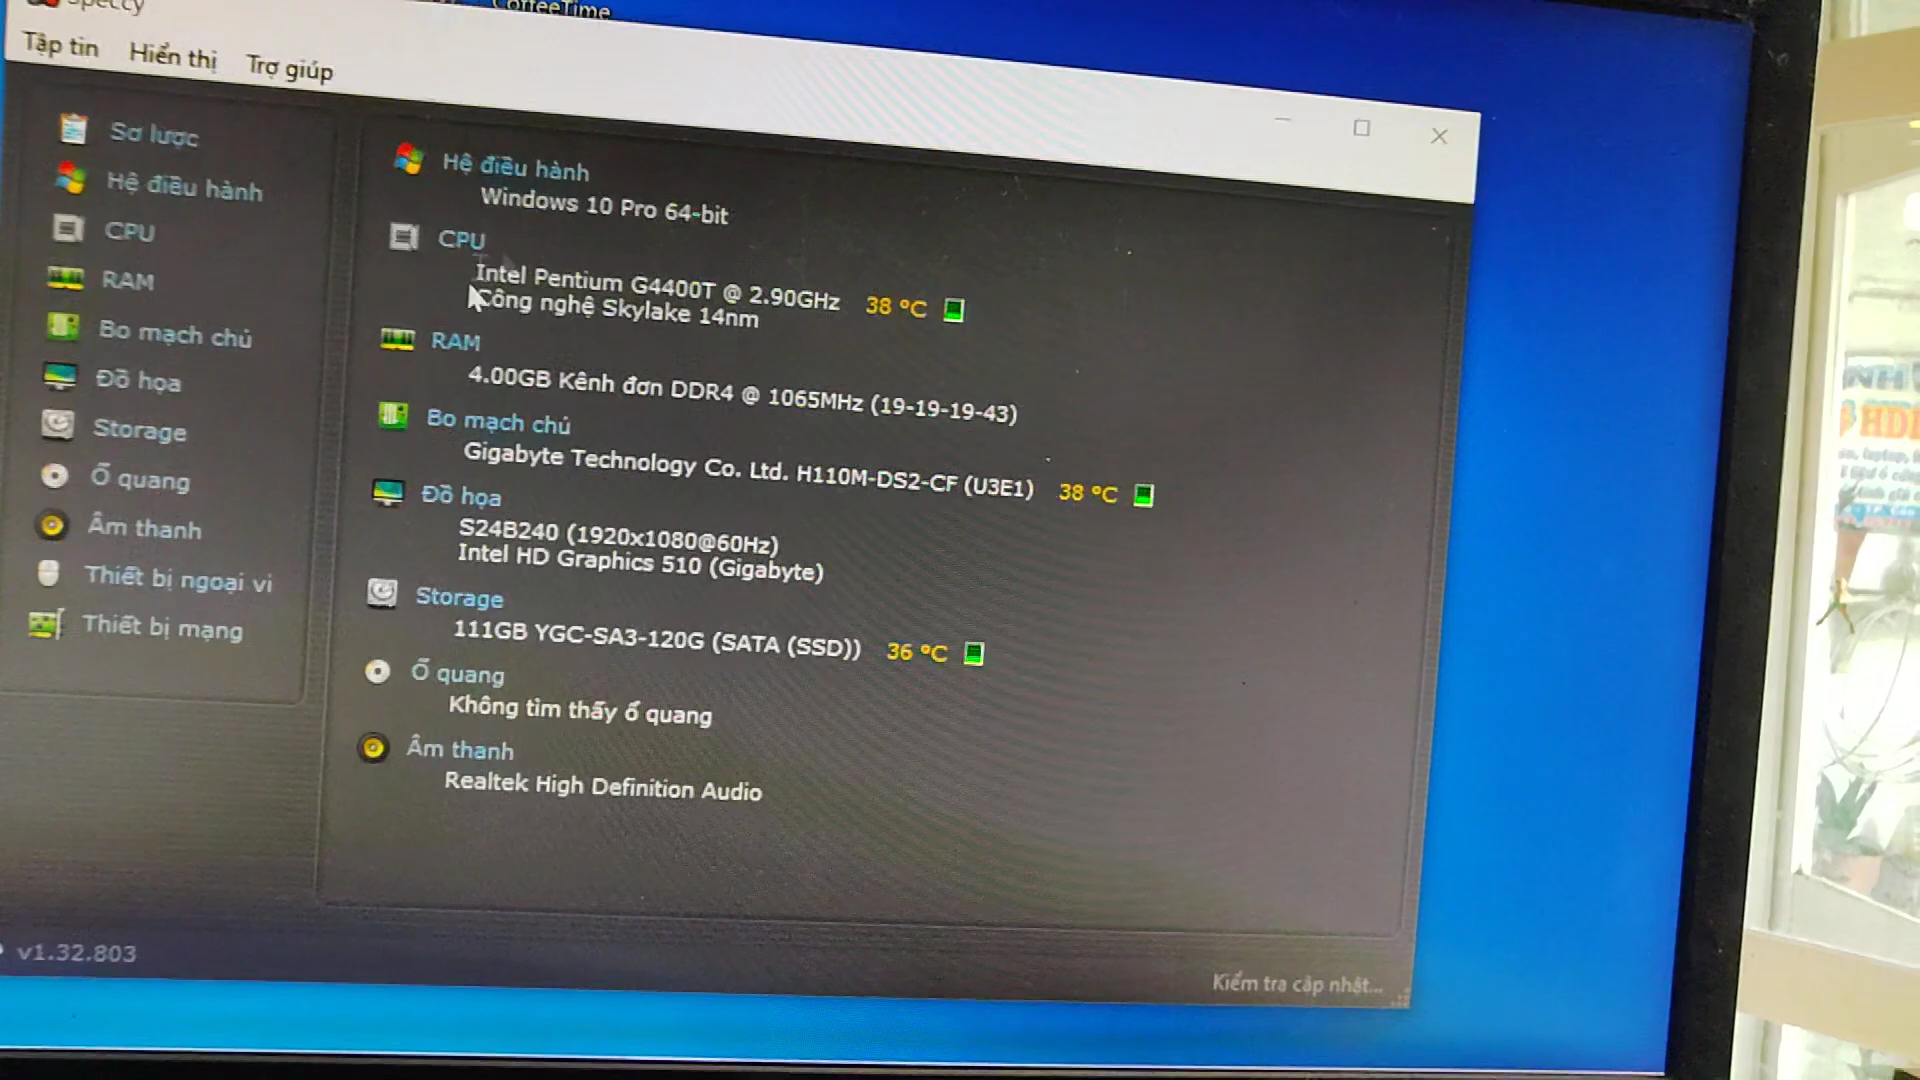 Speccy
CoffeeTime
Tập tin Hiển thị Trợ giúp
Sơ lược
Hệ điều hành
CPU
RAM
Bo mạch chủ
Đồ họa
Storage
Ổ quang
Âm thanh
Thiết bị ngoại vi
Thiết bị mạng
Hệ điều hành
Windows 10 Pro 64-bit
CPU
Intel Pentium G4400T @ 2.90GHz 38 °C
Công nghệ Skylake 14nm
RAM
4.00GB Kênh đơn DDR4 @ 1065MHz (19-19-19-43)
Bo mạch chủ
Gigabyte Technology Co. Ltd. H110M-DS2-CF (U3E1) 38 °C
Đồ họa
S24B240 (1920x1080@60Hz)
Intel HD Graphics 510 (Gigabyte)
Storage
111GB YGC-SA3-120G (SATA (SSD)) 36 °C
Ổ quang
Không tìm thấy ổ quang
Âm thanh
Realtek High Definition Audio
v1.32.803
Kiểm tra cập nhật...
HDI